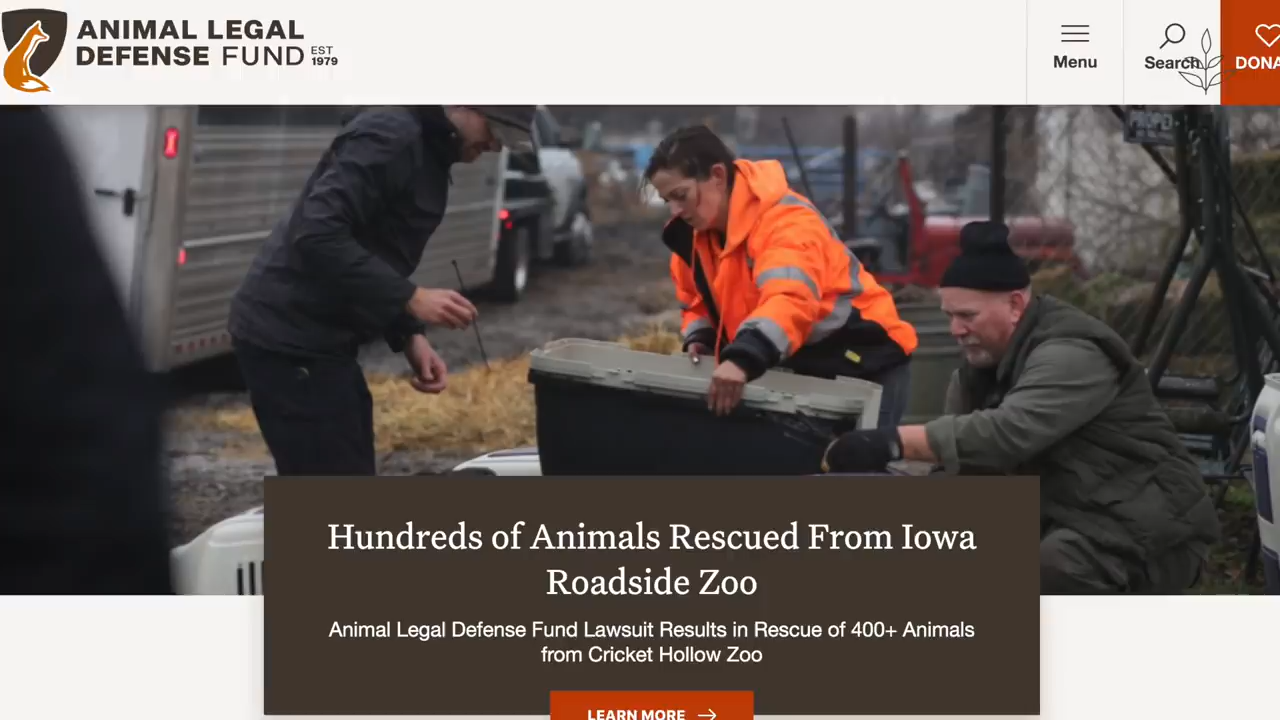 ANIMAL LEGAL
DEFENSE FUND EST 1979
Menu
Search
DONA
PROPER
Hundreds of Animals Rescued From Iowa
Roadside Zoo
Animal Legal Defense Fund Lawsuit Results in Rescue of 400+ Animals
from Cricket Hollow Zoo
LEARN MORE